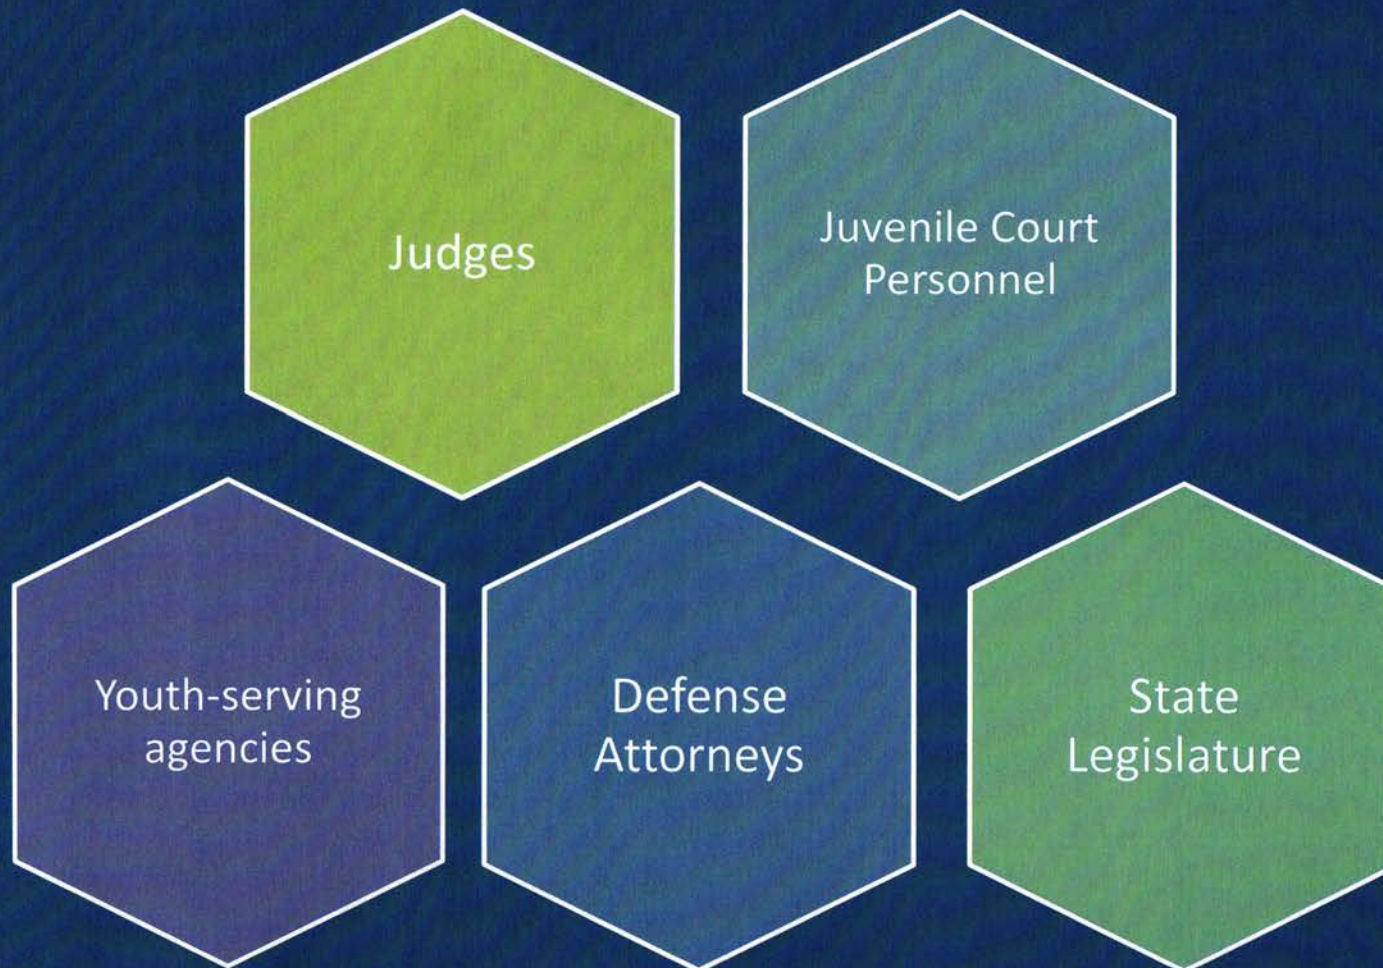 Judges
Juvenile Court
Personnel
Youth-serving
agencies
Defense
Attorneys
State
Legislature